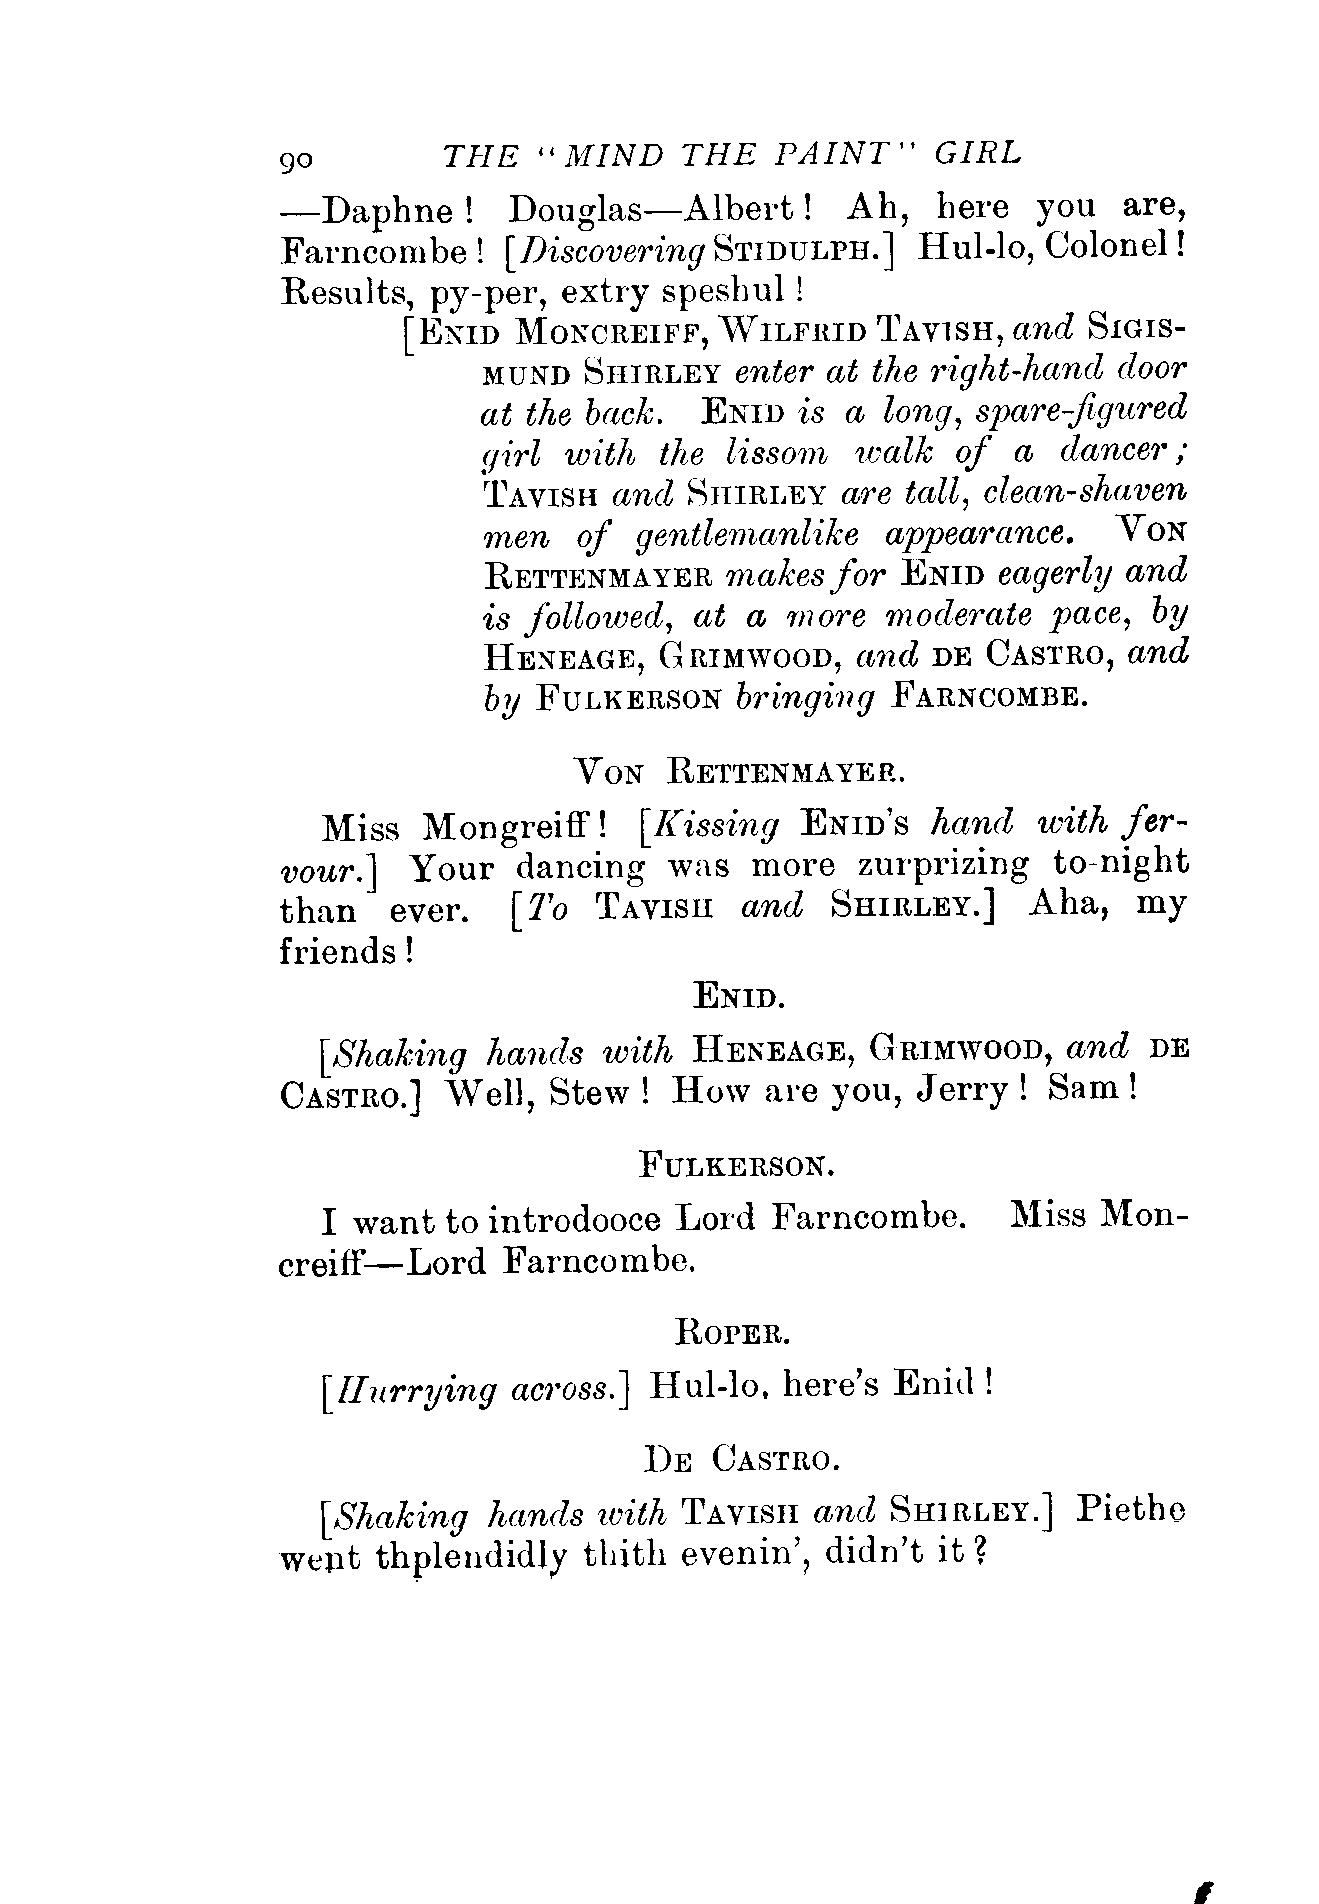 90 THE "MIND THE PAINT" GIRL
—Daphne! Douglas—Albert! Ah, here you are,
Farncombe! [Discovering STIDULPH.] Hul-lo, Colonel!
Results, py-per, extry speshul!
[ENID MONCREIFF, WILFRID TAVISH, and SIGIS-
MUND SHIRLEY enter at the right-hand door
at the back. ENID is a long, spare-figured
girl with the lissom walk of a dancer;
TAVISH and SHIRLEY are tall, clean-shaven
men of gentlemanlike appearance. VON
RETTENMAYER makes for ENID eagerly and
is followed, at a more moderate pace, by
HENEAGE, GRIMWOOD, and DE CASTRO, and
by FULKERSON bringing FARNCOMBE.
VON RETTENMAYER.
Miss Mongreiff! [Kissing ENID'S hand with fer-
vour.] Your dancing was more zurprizing to-night
than ever. [To TAVISH and SHIRLEY.] Aha, my
friends!
ENID.
[Shaking hands with HENEAGE, GRIMWOOD, and DE
CASTRO.] Well, Stew! How are you, Jerry! Sam!
FULKERSON.
I want to introdooce Lord Farncombe. Miss Mon-
creiff—Lord Farncombe.
ROPER.
[Hurrying across.] Hul-lo, here's Enid!
DE CASTRO.
[Shaking hands with TAVISH and SHIRLEY.] Piethe
went thplendidly thith evenin', didn't it?